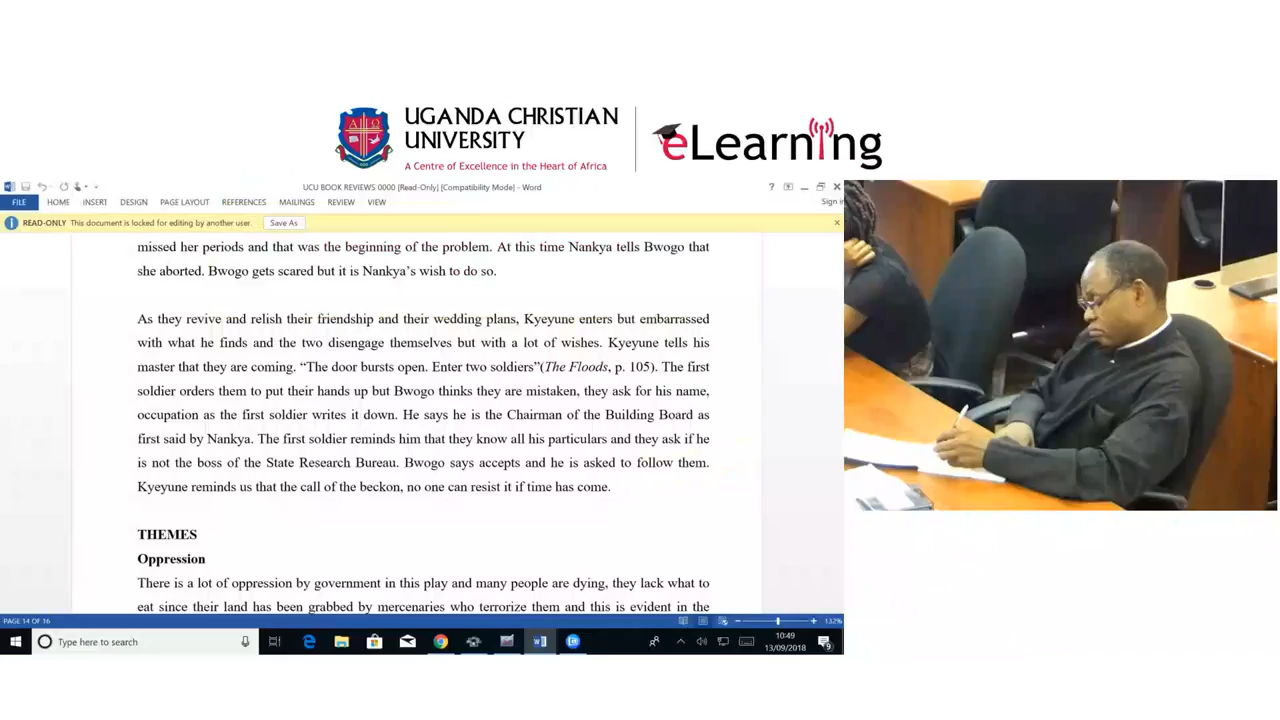 UGANDA CHRISTIAN
UNIVERSITY
A Centre of Excellence in the Heart of Africa
eLearning
UCU BOOK REVIEWS 0000 [Read-Only] [Compatibility Mode] - Word
?
Sign in
FILE HOME INSERT DESIGN PAGE LAYOUT REFERENCES MAILINGS REVIEW VIEW
READ-ONLY This document is locked for editing by another user. Save As
missed her periods and that was the beginning of the problem. At this time Nankya tells Bwogo that
she aborted. Bwogo gets scared but it is Nankya’s wish to do so.
As they revive and relish their friendship and their wedding plans, Kyeyune enters but embarrassed
with what he finds and the two disengage themselves but with a lot of wishes. Kyeyune tells his
master that they are coming. “The door bursts open. Enter two soldiers”(The Floods, p. 105). The first
soldier orders them to put their hands up but Bwogo thinks they are mistaken, they ask for his name,
occupation as the first soldier writes it down. He says he is the Chairman of the Building Board as
first said by Nankya. The first soldier reminds him that they know all his particulars and they ask if he
is not the boss of the State Research Bureau. Bwogo says accepts and he is asked to follow them.
Kyeyune reminds us that the call of the beckon, no one can resist it if time has come.
THEMES
Oppression
There is a lot of oppression by government in this play and many people are dying, they lack what to
eat since their land has been grabbed by mercenaries who terrorize them and this is evident in the
PAGE 14 OF 16
132%
Type here to search
10:49
13/09/2018
9